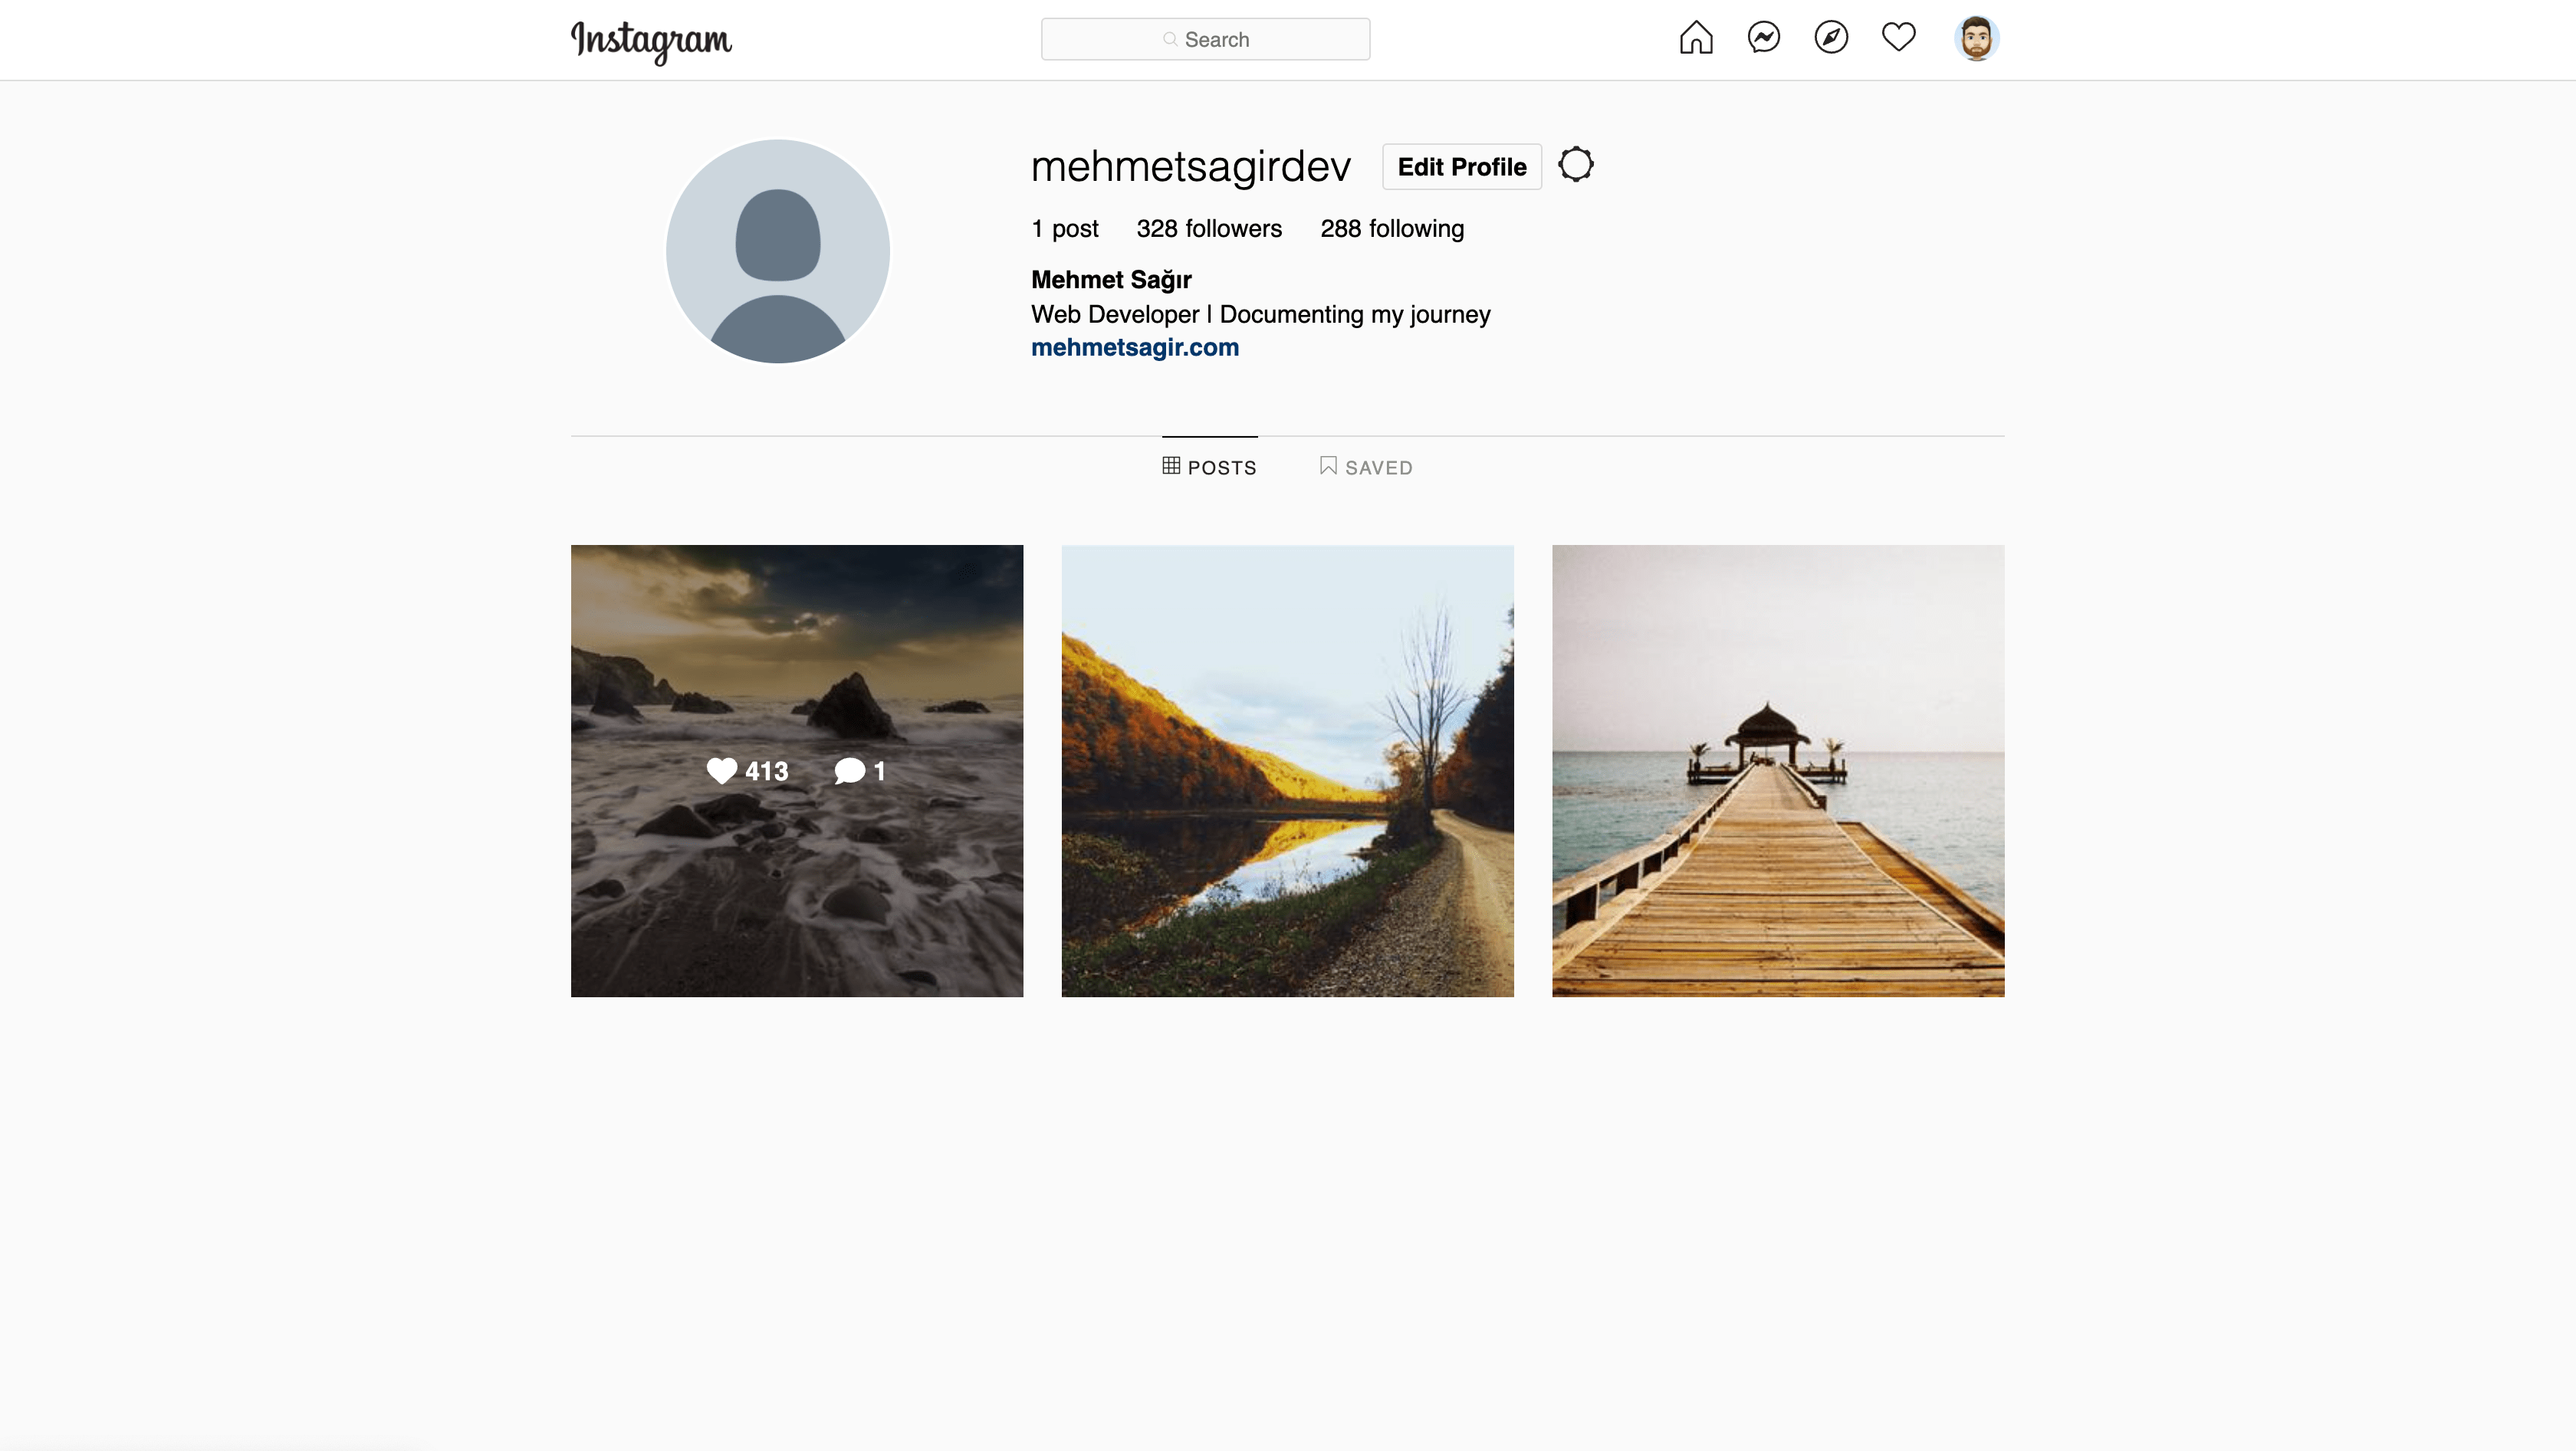 Instagram
Search
mehmetsagirdev Edit Profile
1 post 328 followers 288 following
Mehmet Sağır
Web Developer | Documenting my journey
mehmetsagir.com
POSTS SAVED
413 1